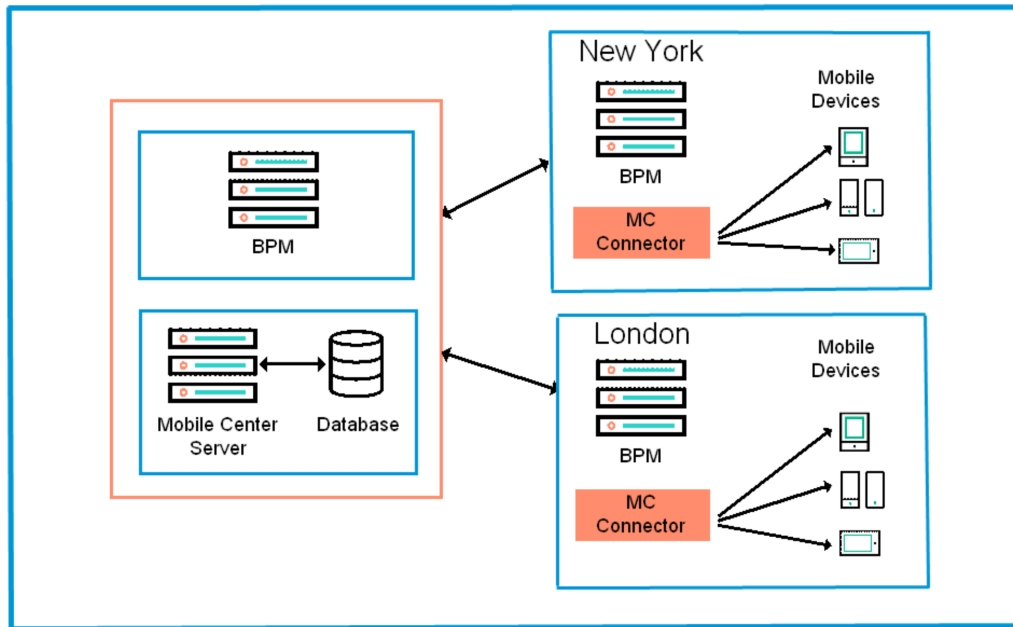 BPM
Mobile Center
Server
Database
New York
BPM
MC
Connector
Mobile
Devices
London
BPM
MC
Connector
Mobile
Devices